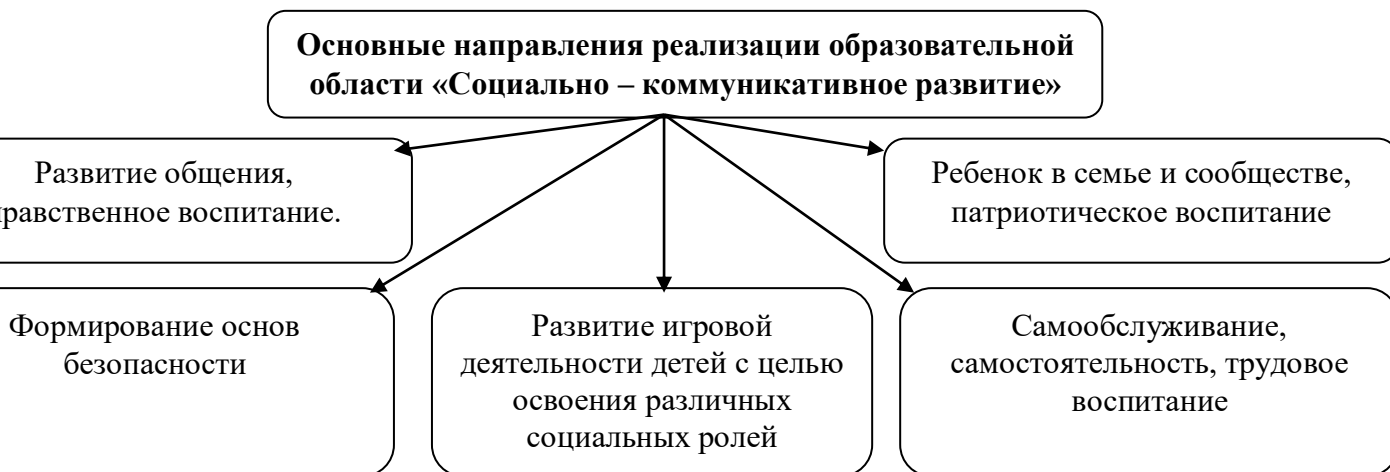 Основные направления реализации образовательной
области «Социально – коммуникативное развитие»
Развитие общения,
нравственное воспитание.
Ребенок в семье и сообществе,
патриотическое воспитание
Формирование основ
безопасности
Развитие игровой
деятельности детей с целью
освоения различных
социальных ролей
Самообслуживание,
самостоятельность, трудовое
воспитание